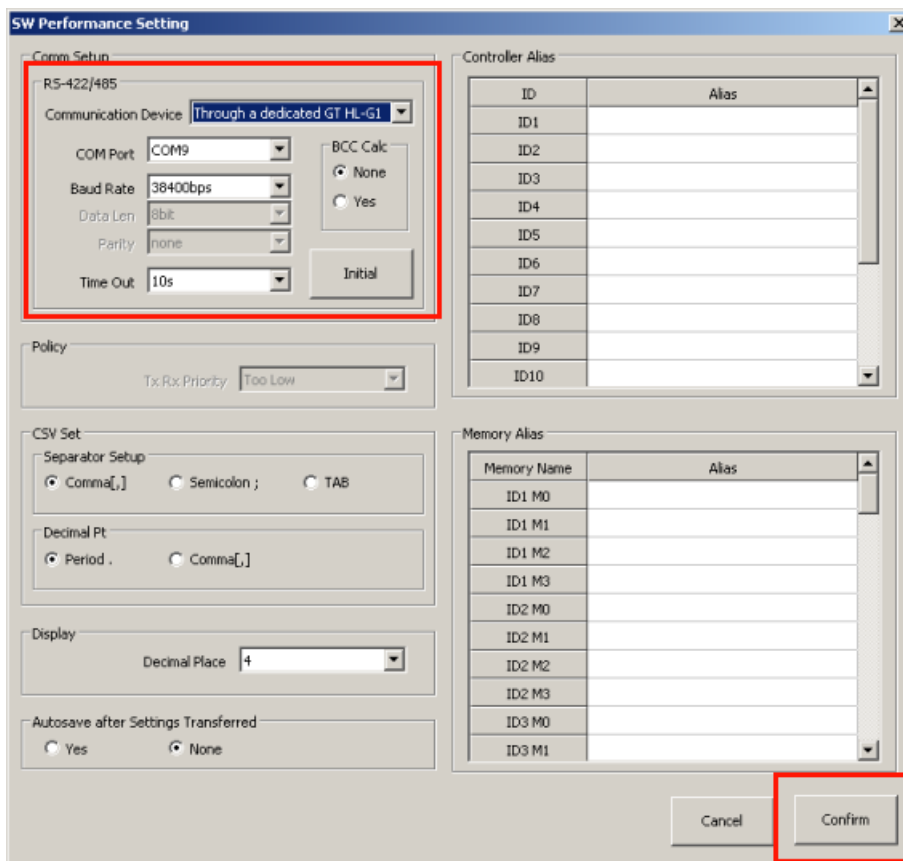 SW Performance Setting
Comm Setup
RS-422/485
Communication Device Through a dedicated GT HL-G1
COM Port COM9
Baud Rate 38400bps
Data Len 8bit
Parity none
Time Out 10s
BCC Calc
None
Yes
Initial
Policy
Tx Rx Priority Too Low
CSV Set
Separator Setup
Comma[,] Semicolon ; TAB
Decimal Pt
Period . Comma[,]
Display
Decimal Place 4
Autosave after Settings Transferred
Yes None
Controller Alias
ID Alias
ID1
ID2
ID3
ID4
ID5
ID6
ID7
ID8
ID9
ID10
Memory Alias
Memory Name Alias
ID1 M0
ID1 M1
ID1 M2
ID1 M3
ID2 M0
ID2 M1
ID2 M2
ID2 M3
ID3 M0
ID3 M1
Cancel Confirm